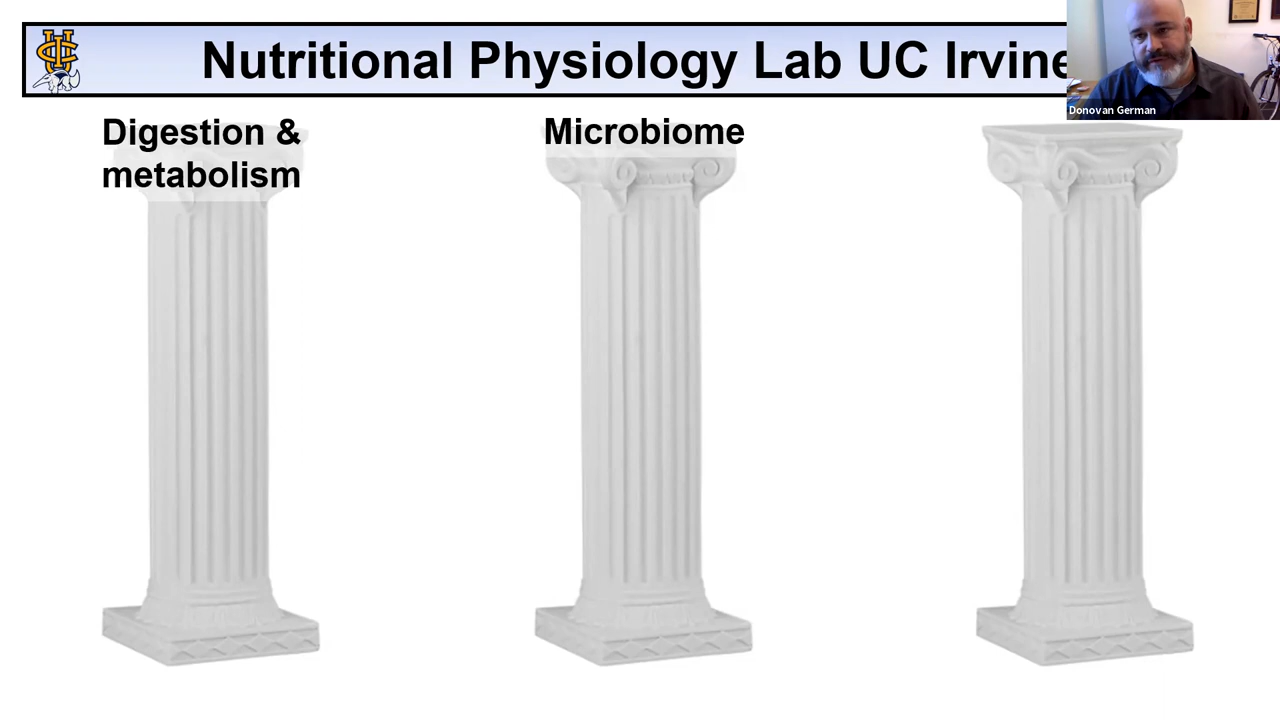 Nutritional Physiology Lab UC Irvine
Donovan German
Digestion &
metabolism
Microbiome